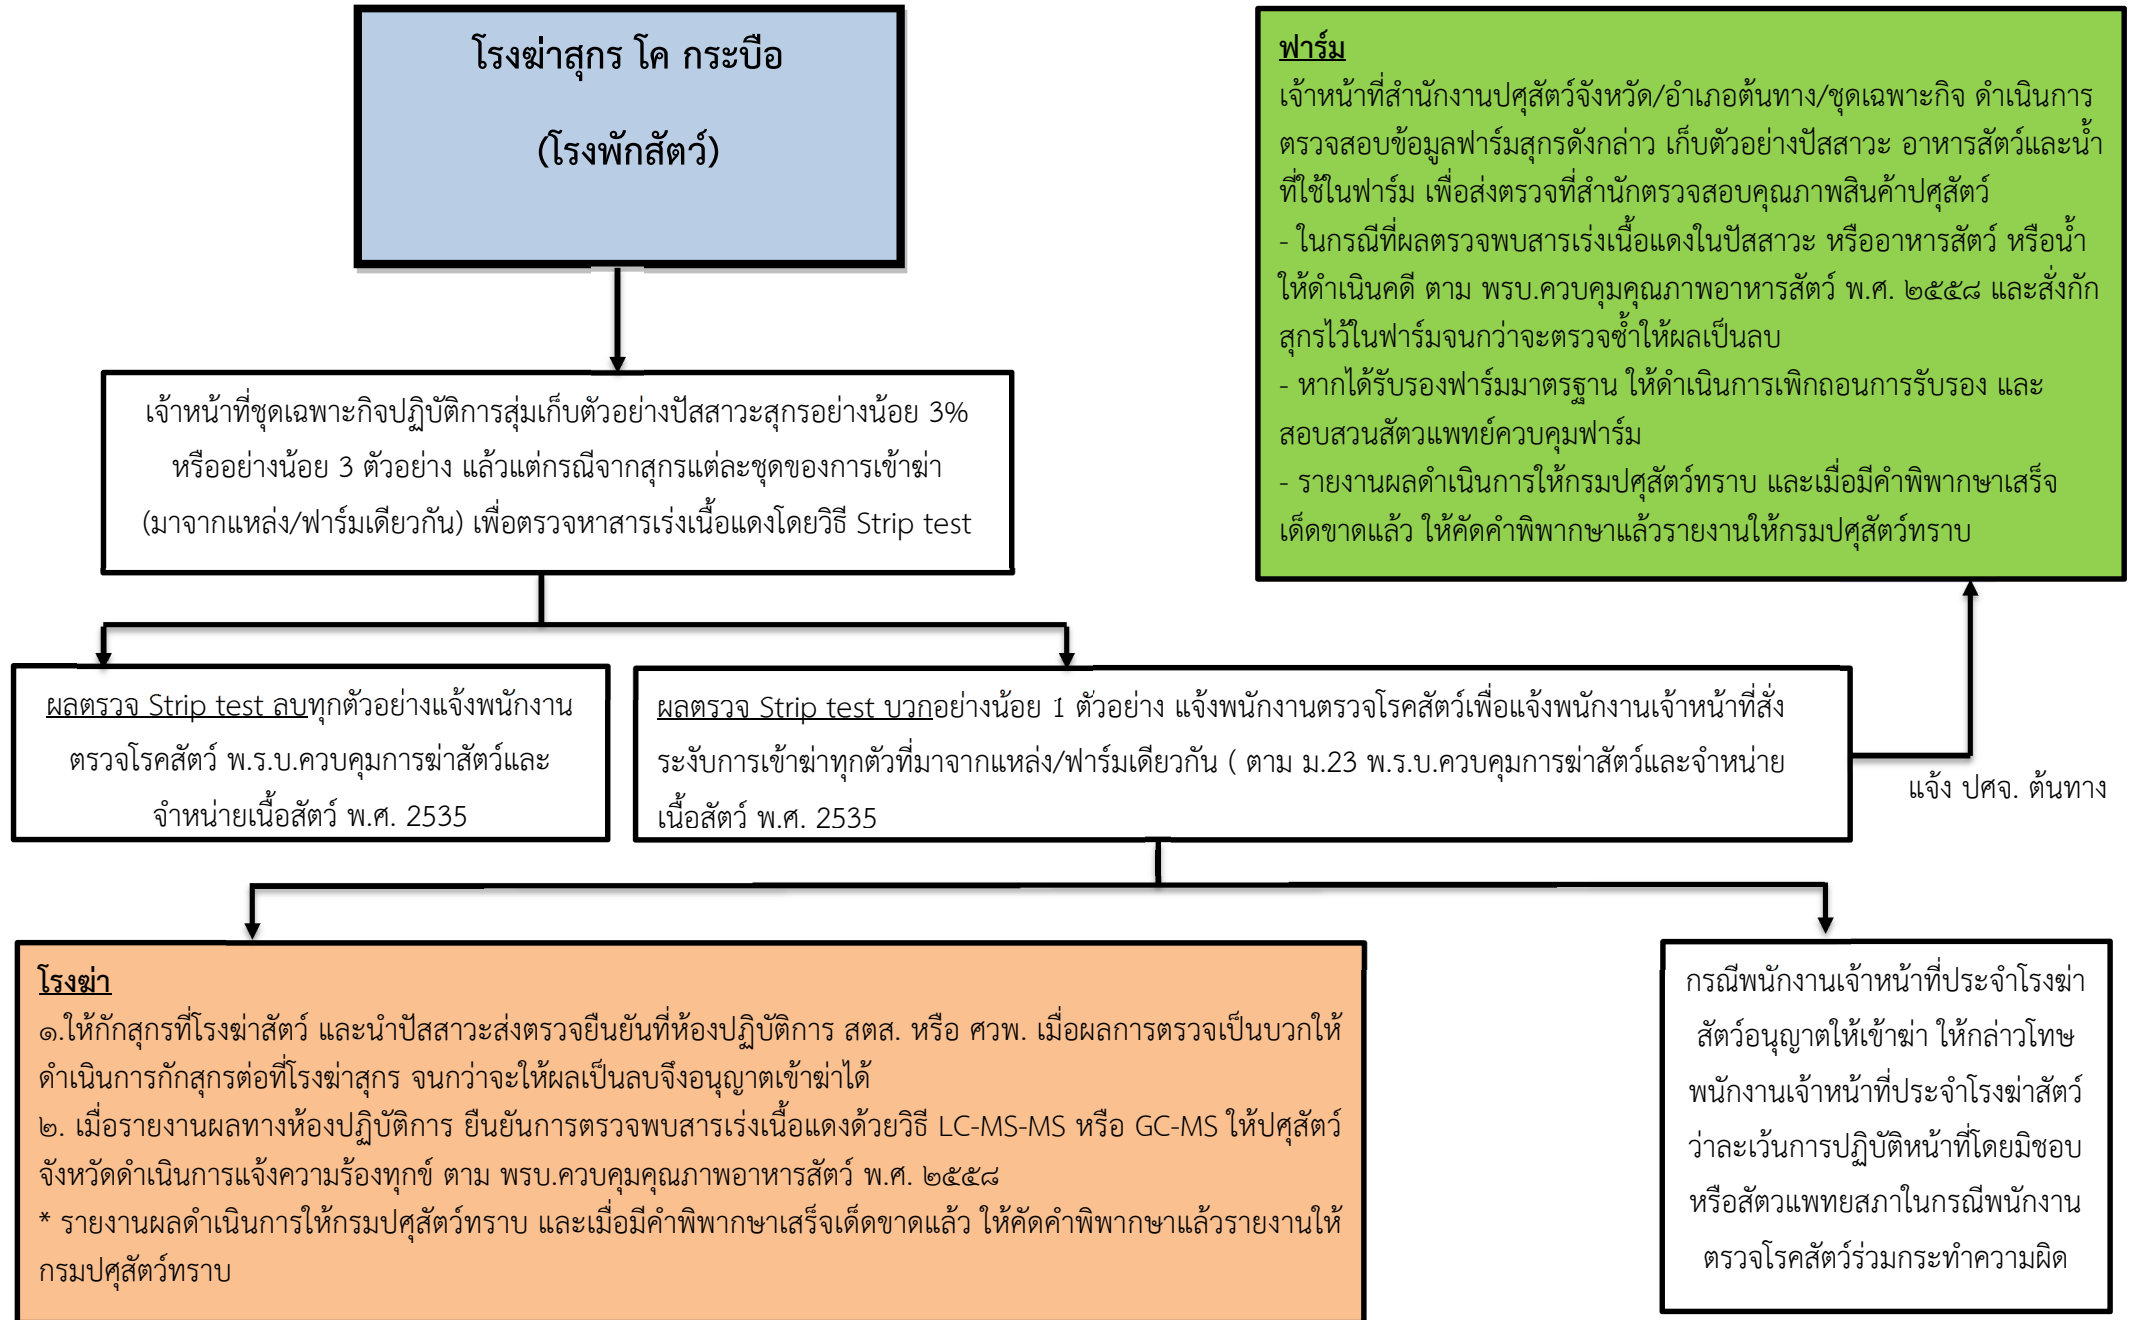 โรงฆ่าสุกร โค กระบือ
(โรงพักสัตว์)
ฟาร์ม
เจ้าหน้าที่สำนักงานปศุสัตว์จังหวัด/อำเภอต้นทาง/ชุดเฉพาะกิจ ดำเนินการ
ตรวจสอบข้อมูลฟาร์มสุกรดังกล่าว เก็บตัวอย่างปัสสาวะ อาหารสัตว์และน้ำ
ที่ใช้ในฟาร์ม เพื่อส่งตรวจที่สำนักตรวจสอบคุณภาพสินค้าปศุสัตว์
- ในกรณีที่ผลตรวจพบสารเร่งเนื้อแดงในปัสสาวะ หรืออาหารสัตว์ หรือน้ำ
ให้ดำเนินคดี ตาม พรบ.ควบคุมคุณภาพอาหารสัตว์ พ.ศ. ๒๕๕๘ และสั่งกัก
สุกรไว้ในฟาร์มจนกว่าจะตรวจซ้ำให้ผลเป็นลบ
- หากได้รับรองฟาร์มมาตรฐาน ให้ดำเนินการเพิกถอนการรับรอง และ
สอบสวนสัตวแพทย์ควบคุมฟาร์ม
- รายงานผลดำเนินการให้กรมปศุสัตว์ทราบ และเมื่อมีคำพิพากษาเสร็จ
เด็ดขาดแล้ว ให้คัดคำพิพากษาแล้วรายงานให้กรมปศุสัตว์ทราบ
เจ้าหน้าที่ชุดเฉพาะกิจปฏิบัติการสุ่มเก็บตัวอย่างปัสสาวะสุกรอย่างน้อย 3%
หรืออย่างน้อย 3 ตัวอย่าง แล้วแต่กรณีจากสุกรแต่ละชุดของการเข้าฆ่า
(มาจากแหล่ง/ฟาร์มเดียวกัน) เพื่อตรวจหาสารเร่งเนื้อแดงโดยวิธี Strip test
ผลตรวจ Strip test ลบทุกตัวอย่างแจ้งพนักงาน
ตรวจโรคสัตว์ พ.ร.บ.ควบคุมการฆ่าสัตว์และ
จำหน่ายเนื้อสัตว์ พ.ศ. 2535
ผลตรวจ Strip test บวกอย่างน้อย 1 ตัวอย่าง แจ้งพนักงานตรวจโรคสัตว์เพื่อแจ้งพนักงานเจ้าหน้าที่สั่ง
ระงับการเข้าฆ่าทุกตัวที่มาจากแหล่ง/ฟาร์มเดียวกัน ( ตาม ม.23 พ.ร.บ.ควบคุมการฆ่าสัตว์และจำหน่าย
เนื้อสัตว์ พ.ศ. 2535
แจ้ง ปศจ. ต้นทาง
โรงฆ่า
๑.ให้กักสุกรที่โรงฆ่าสัตว์ และนำปัสสาวะส่งตรวจยืนยันที่ห้องปฏิบัติการ สตส. หรือ ศวพ. เมื่อผลการตรวจเป็นบวกให้
ดำเนินการกักสุกรต่อที่โรงฆ่าสุกร จนกว่าจะให้ผลเป็นลบจึงอนุญาตเข้าฆ่าได้
๒. เมื่อรายงานผลทางห้องปฏิบัติการ ยืนยันการตรวจพบสารเร่งเนื้อแดงด้วยวิธี LC-MS-MS หรือ GC-MS ให้ปศุสัตว์
จังหวัดดำเนินการแจ้งความร้องทุกข์ ตาม พรบ.ควบคุมคุณภาพอาหารสัตว์ พ.ศ. ๒๕๕๘
* รายงานผลดำเนินการให้กรมปศุสัตว์ทราบ และเมื่อมีคำพิพากษาเสร็จเด็ดขาดแล้ว ให้คัดคำพิพากษาแล้วรายงานให้
กรมปศุสัตว์ทราบ
กรณีพนักงานเจ้าหน้าที่ประจำโรงฆ่า
สัตว์อนุญาตให้เข้าฆ่า ให้กล่าวโทษ
พนักงานเจ้าหน้าที่ประจำโรงฆ่าสัตว์
ว่าละเว้นการปฏิบัติหน้าที่โดยมิชอบ
หรือสัตวแพทยสภาในกรณีพนักงาน
ตรวจโรคสัตว์ร่วมกระทำความผิด